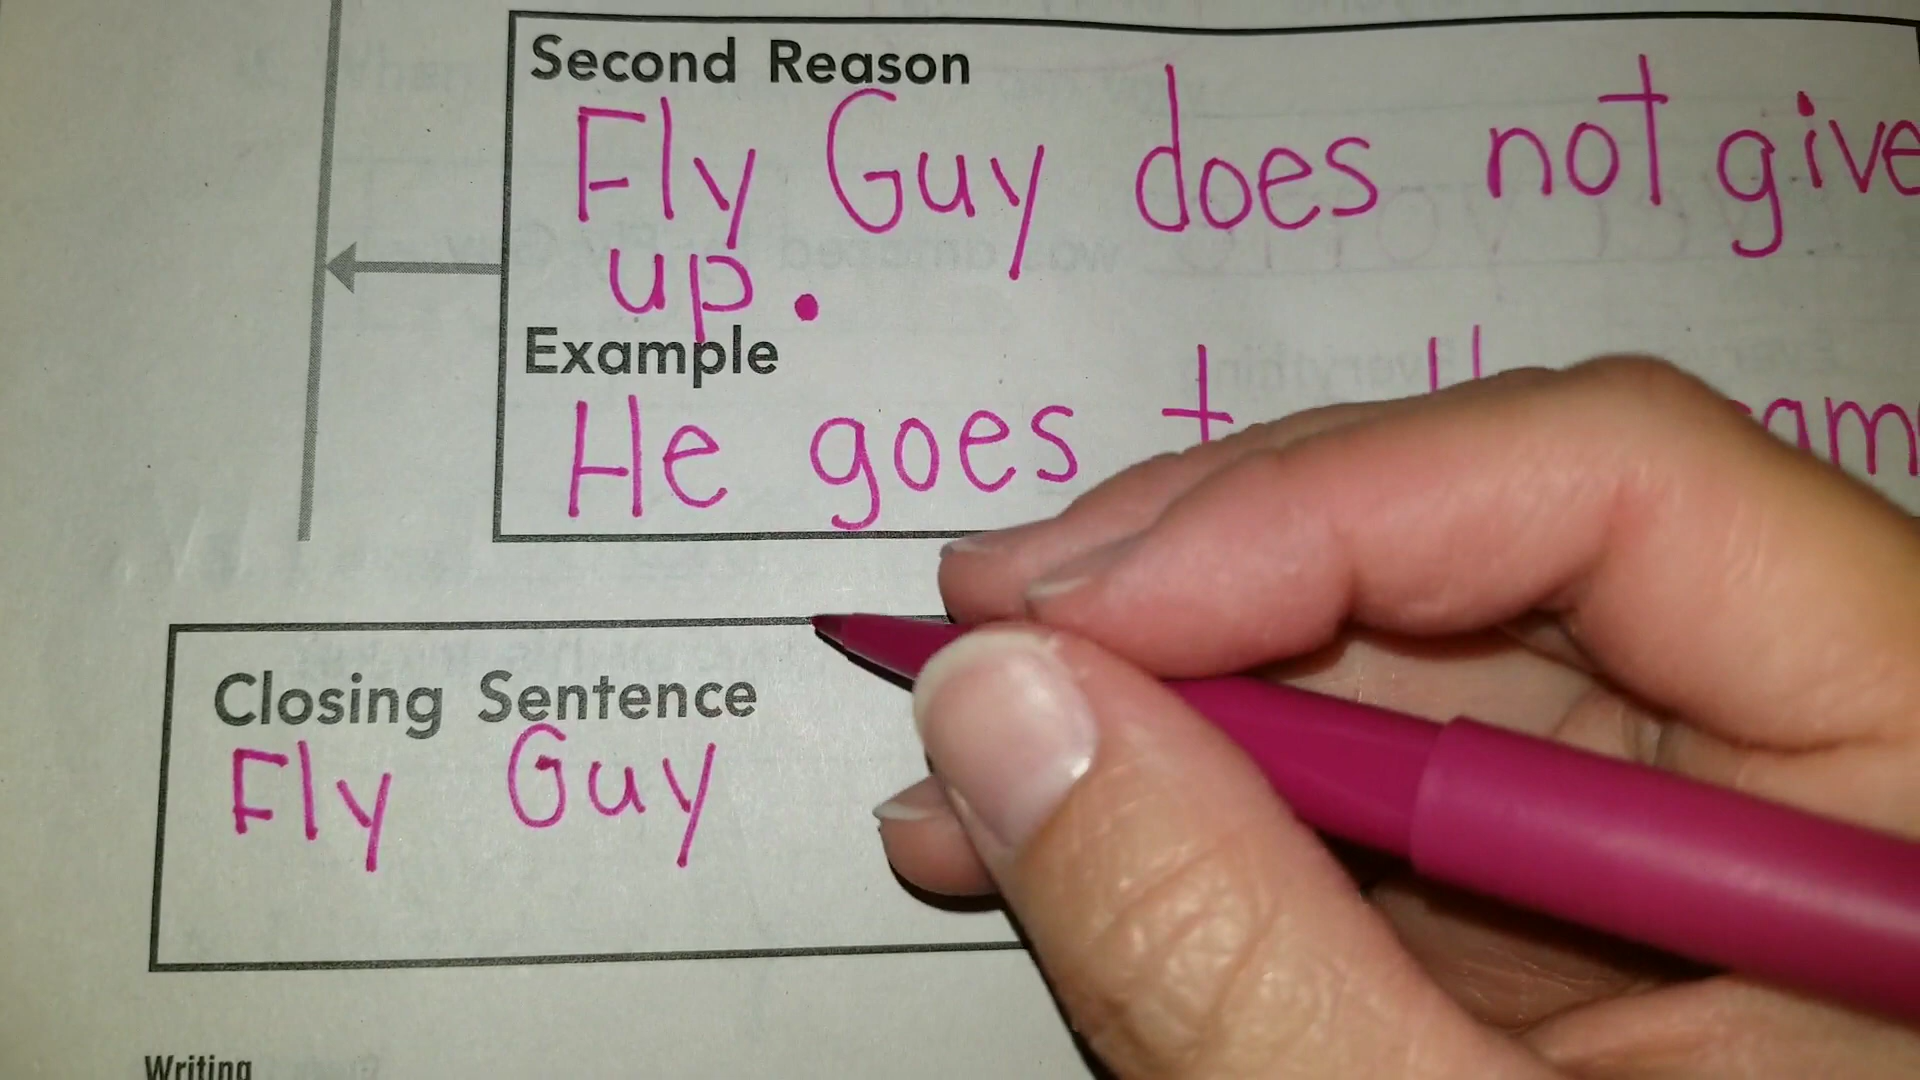 Second Reason
Fly Guy does not give
up.
Example
He goes
Closing Sentence
Fly Guy
Writing